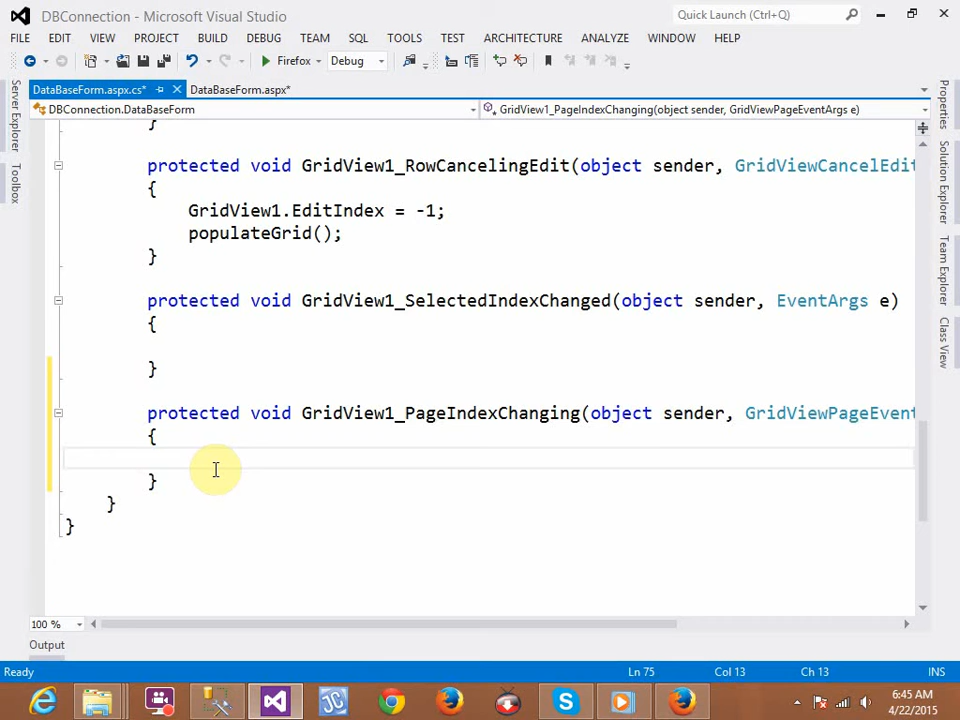 DBConnection - Microsoft Visual Studio
Quick Launch (Ctrl+Q)
FILE EDIT VIEW PROJECT BUILD DEBUG TEAM SQL TOOLS TEST ARCHITECTURE ANALYZE WINDOW HELP
Firefox Debug
DataBaseForm.aspx.cs* DataBaseForm.aspx*
DBConnection.DataBaseForm GridView1_PageIndexChanging(object sender, GridViewPageEventArgs e)
}
protected void GridView1_RowCancelingEdit(object sender, GridViewCancelEdit
{
GridView1.EditIndex = -1;
populateGrid();
}
protected void GridView1_SelectedIndexChanged(object sender, EventArgs e)
{
}
protected void GridView1_PageIndexChanging(object sender, GridViewPageEvent
{
}
}
}
Server Explorer
Toolbox
Properties
Solution Explorer
Team Explorer
Class View
100 %
Output
Ready Ln 75 Col 13 Ch 13 INS
JC
6:45 AM
4/22/2015